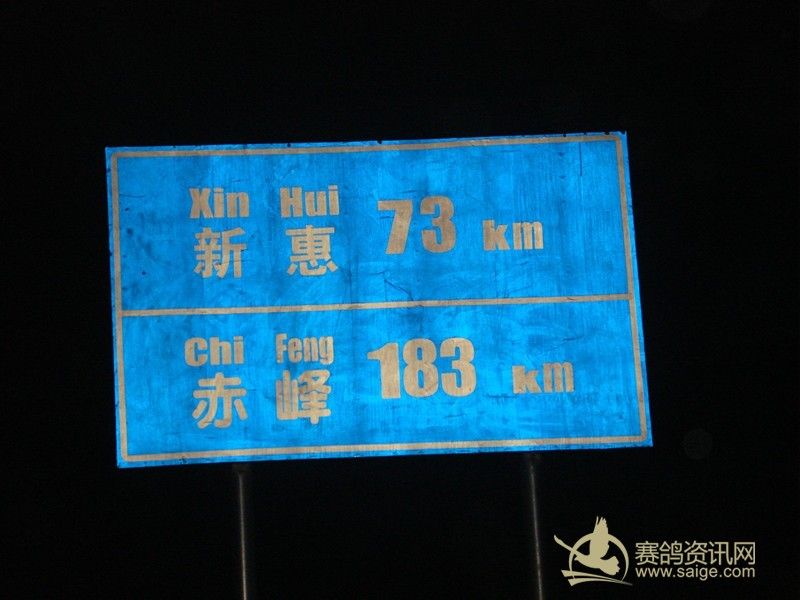 Xin Hui 73 km
新 惠
Chi Feng 183 km
赤 峰
赛鸽资讯网
www.saige.com